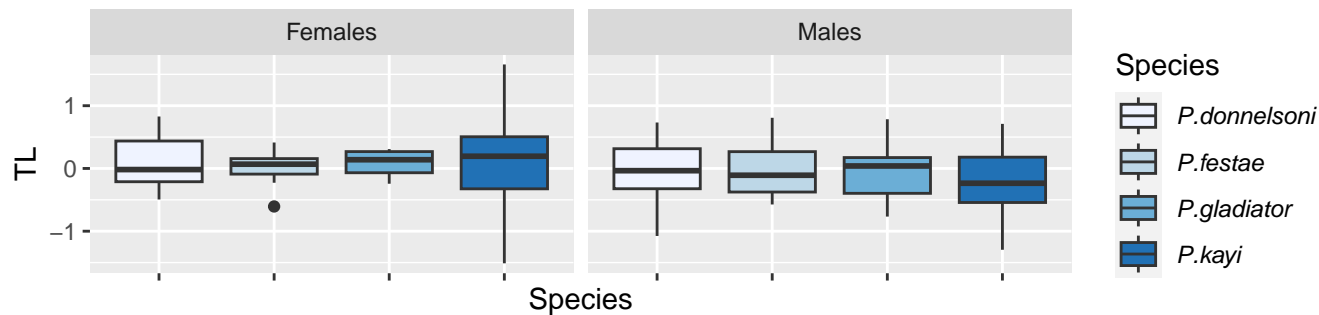 Females
Males
TL
1
0
−1
Species
Species
P.donnelsoni
P.festae
P.gladiator
P.kayi